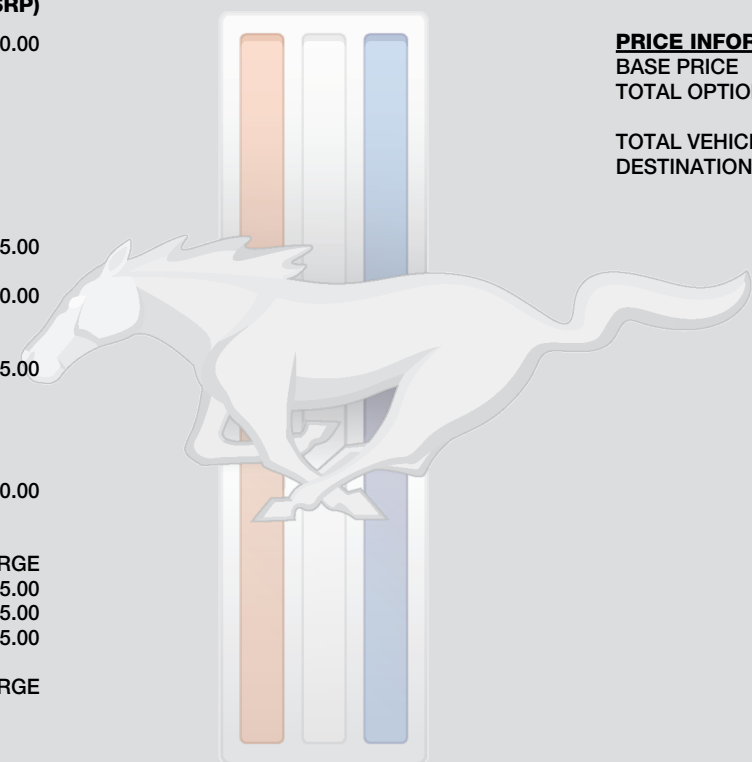 SRP)
0.00
5.00
0.00
5.00
0.00
RGE
5.00
5.00
5.00
RGE
PRICE INFOR
BASE PRICE
TOTAL OPTIO
TOTAL VEHICL
DESTINATION